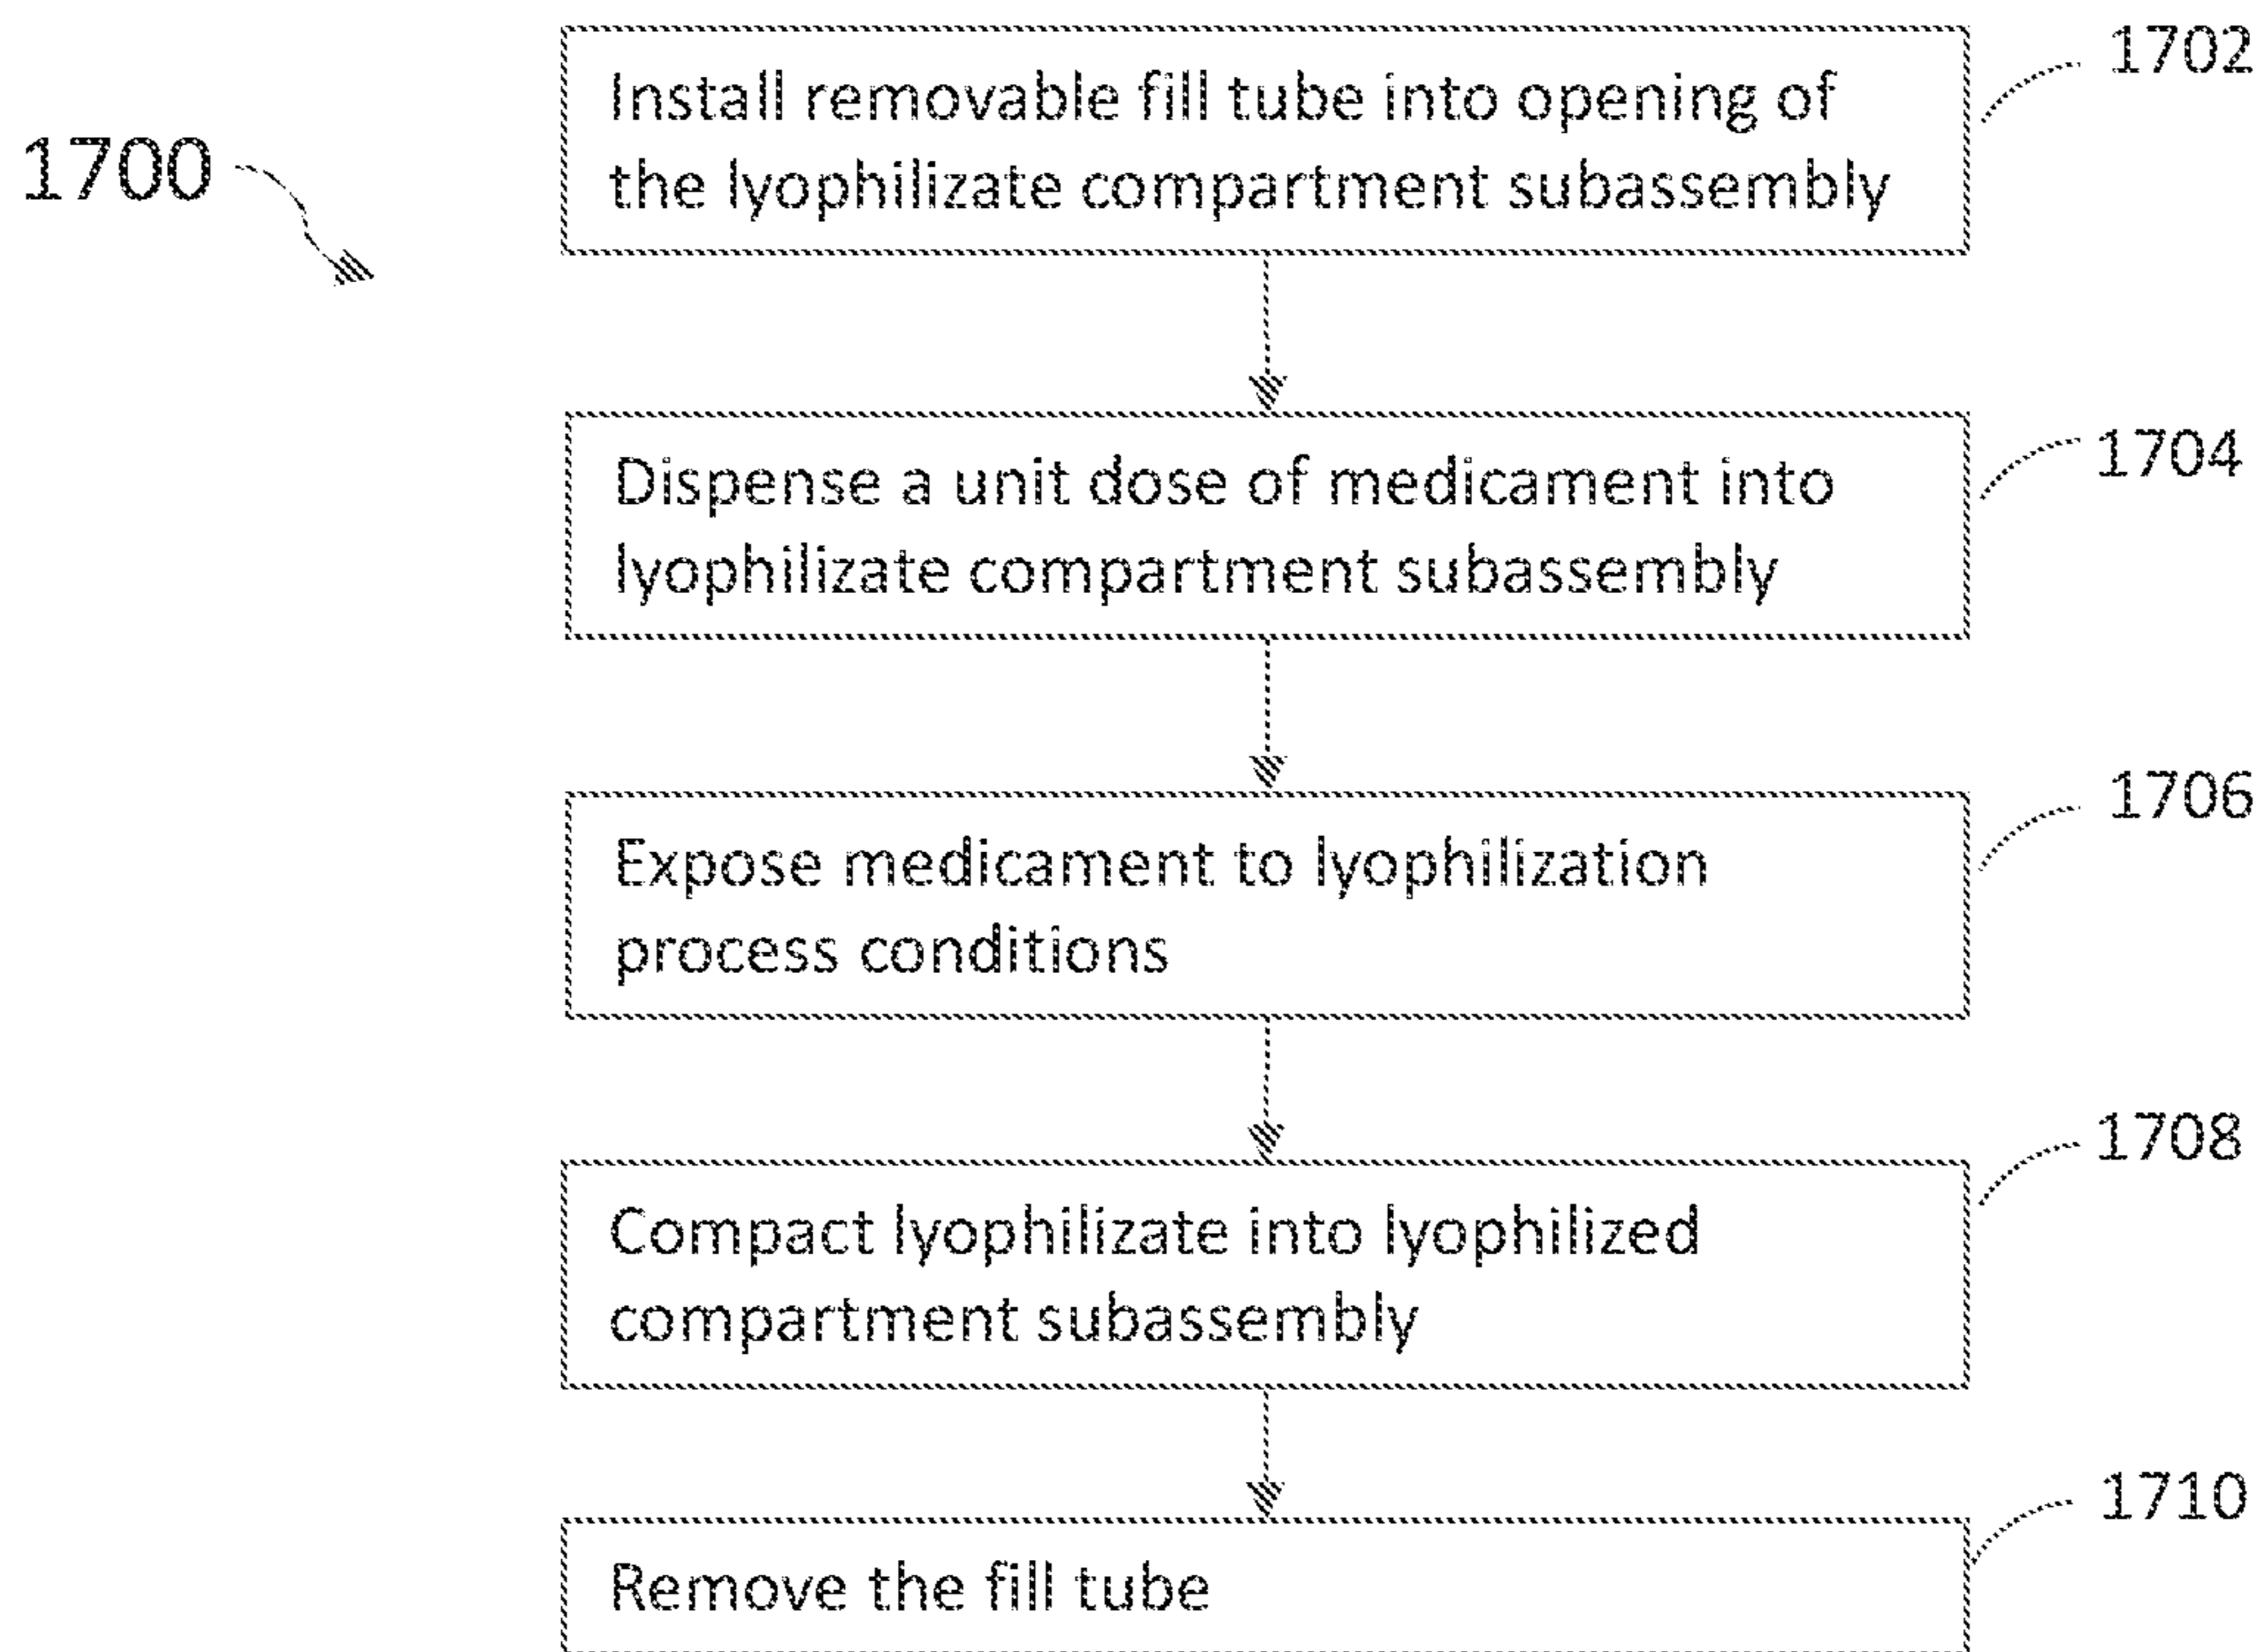 1700
Install removable fill tube into opening of
the lyophilizate compartment subassembly
1702
Dispense a unit dose of medicament into
lyophilizate compartment subassembly
1704
Expose medicament to lyophilization
process conditions
1706
Compact lyophilizate into lyophilized
compartment subassembly
1708
Remove the fill tube
1710